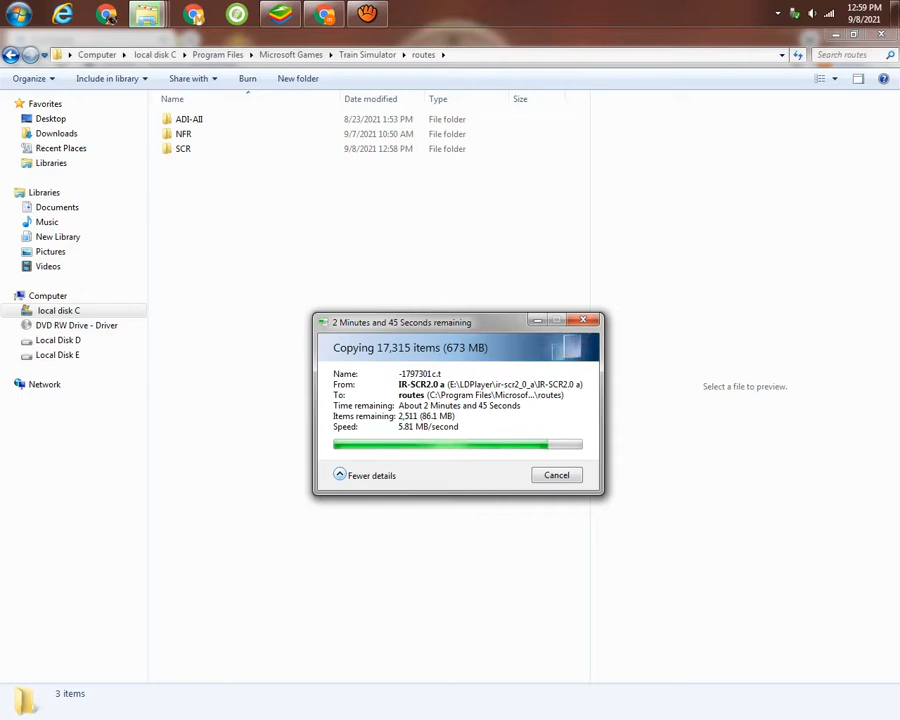 12:59 PM
9/8/2021
Computer local disk C Program Files Microsoft Games Train Simulator routes
Search routes
Organize Include in library Share with Burn New folder
Name Date modified Type Size
Favorites
Desktop
Downloads
Recent Places
Libraries
Libraries
Documents
Music
New Library
Pictures
Videos
Computer
local disk C
DVD RW Drive - Driver
Local Disk D
Local Disk E
Network
ADI-AII 8/23/2021 1:53 PM File folder
NFR 9/7/2021 10:50 AM File folder
SCR 9/8/2021 12:58 PM File folder
2 Minutes and 45 Seconds remaining
Copying 17,315 items (673 MB)
Name: -1797301c.t
From: IR-SCR2.0 a (E:\LDPlayer\ir-scr2_0_a\IR-SCR2.0 a)
To: routes (C:\Program Files\Microsof...\routes)
Time remaining: About 2 Minutes and 45 Seconds
Items remaining: 2,511 (86.1 MB)
Speed: 5.81 MB/second
Fewer details
Cancel
Select a file to preview.
3 items